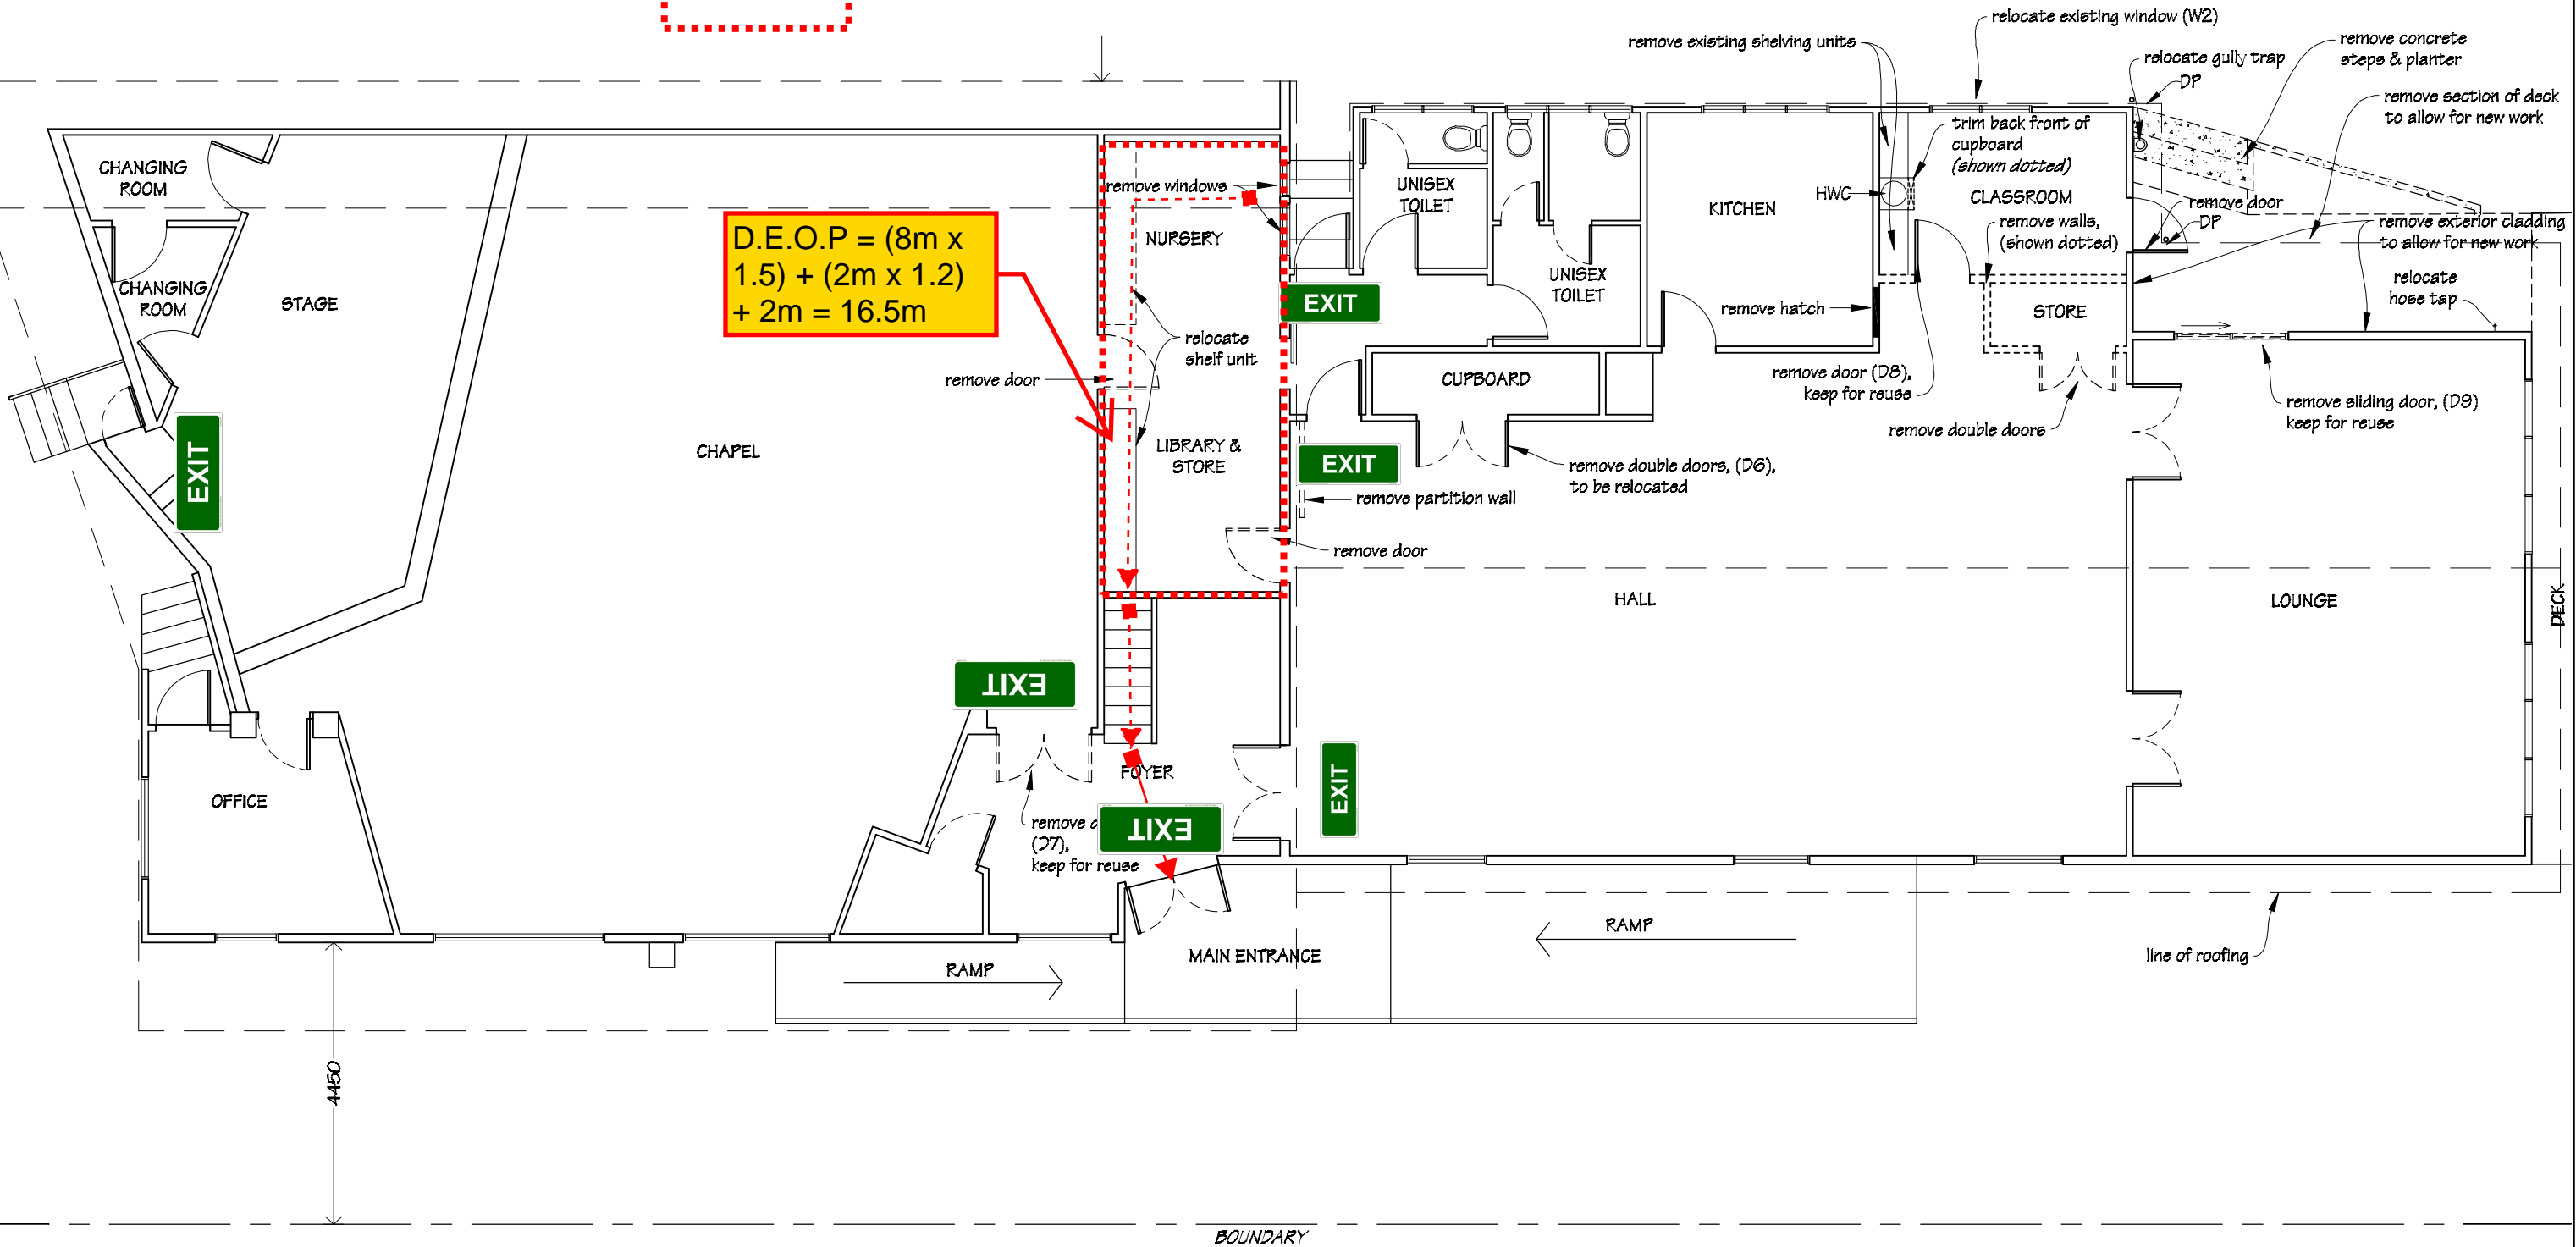 relocate existing window (W2)
remove existing shelving units
remove concrete
steps & planter
relocate gully trap
DP
remove section of deck
to allow for new work
trim back front of
cupboard
(shown dotted)
CHANGING
ROOM
remove windows
UNISEX
TOILET
KITCHEN
HWC
CLASSROOM
remove door
DP
remove walls,
(shown dotted)
remove exterior cladding
to allow for new work
D.E.O.P = (8m x
1.5) + (2m x 1.2)
+ 2m = 16.5m
NURSERY
CHANGING
ROOM
STAGE
EXIT
UNISEX
TOILET
remove hatch
STORE
relocate
hose tap
relocate
shelf unit
remove door
CUPBOARD
remove door (D8),
keep for reuse
remove sliding door, (D9)
keep for reuse
remove double doors
EXIT
CHAPEL
LIBRARY &
STORE
EXIT
remove double doors, (D6),
to be relocated
remove partition wall
remove door
HALL
LOUNGE
DECK
EXIT
FOYER
EXIT
OFFICE
remove d
(D7),
keep for reuse
EXIT
RAMP
MAIN ENTRANCE
RAMP
line of roofing
4450
BOUNDARY